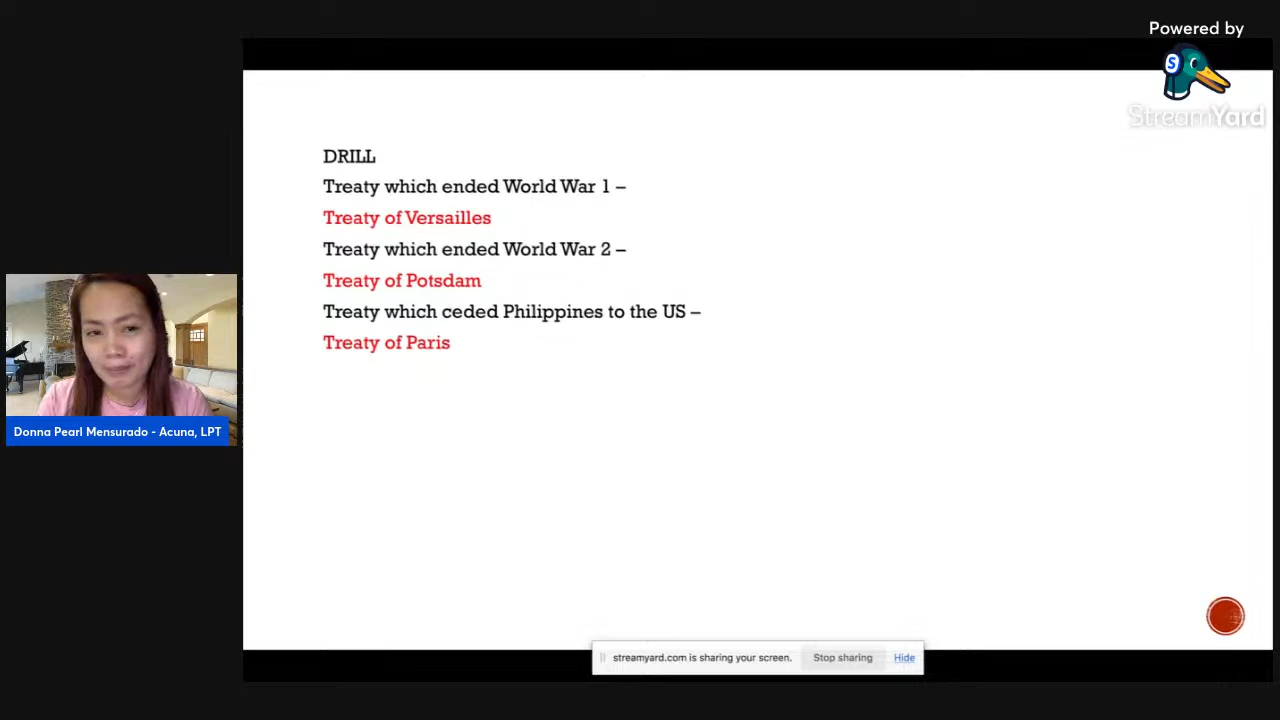 Powered by
StreamYard
DRILL
Treaty which ended World War 1 –
Treaty of Versailles
Treaty which ended World War 2 –
Treaty of Potsdam
Treaty which ceded Philippines to the US –
Treaty of Paris
Donna Pearl Mensurado - Acuna, LPT
streamyard.com is sharing your screen. Stop sharing Hide